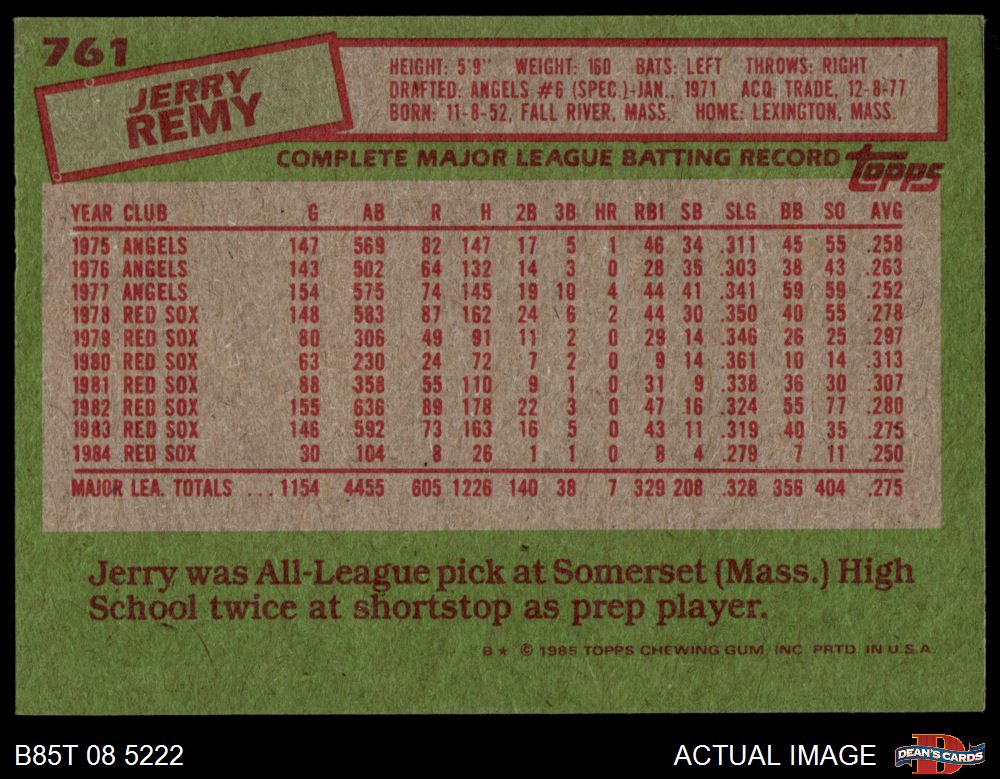 761
JERRY
REMY
HEIGHT: 5'9" WEIGHT: 160 BATS: LEFT THROWS: RIGHT
DRAFTED: ANGELS #6 (SPEC.)-JAN., 1971 ACQ: TRADE, 12-8-77
BORN: 11-8-52, FALL RIVER, MASS. HOME: LEXINGTON, MASS.
COMPLETE MAJOR LEAGUE BATTING RECORD topps
YEAR CLUB G AB R H 2B 3B HR RBI SB SLG BB SO AVG
1975 ANGELS 147 569 82 147 17 5 1 46 34 .311 45 55 .258
1976 ANGELS 143 502 64 132 14 3 0 28 35 .303 38 43 .263
1977 ANGELS 154 575 74 145 19 10 4 44 41 .341 59 59 .252
1978 RED SOX 148 583 87 162 24 6 2 44 30 .350 40 55 .278
1979 RED SOX 80 306 49 91 11 2 0 29 14 .346 26 25 .297
1980 RED SOX 63 230 24 72 7 2 0 9 14 .361 10 14 .313
1981 RED SOX 88 358 55 110 9 1 0 31 9 .338 36 30 .307
1982 RED SOX 155 636 89 178 22 3 0 47 16 .324 55 77 .280
1983 RED SOX 146 592 73 163 16 5 0 43 11 .319 40 35 .275
1984 RED SOX 30 104 8 26 1 1 0 8 4 .279 7 11 .250
MAJOR LEA. TOTALS ... 1154 4455 605 1226 140 38 7 329 208 .328 356 404 .275
Jerry was All-League pick at Somerset (Mass.) High
School twice at shortstop as prep player.
B* © 1985 TOPPS CHEWING GUM, INC. PRTD. IN U.S.A.
B85T 08 5222 ACTUAL IMAGE DEAN'S CARDS